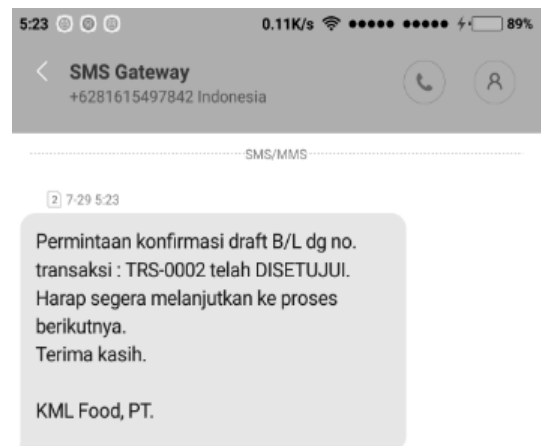 5:23 0.11K/s 89%
SMS Gateway
+6281615497842 Indonesia
SMS/MMS
2 7-29 5:23
Permintaan konfirmasi draft B/L dg no.
transaksi : TRS-0002 telah DISETUJUI.
Harap segera melanjutkan ke proses
berikutnya.
Terima kasih.
KML Food, PT.